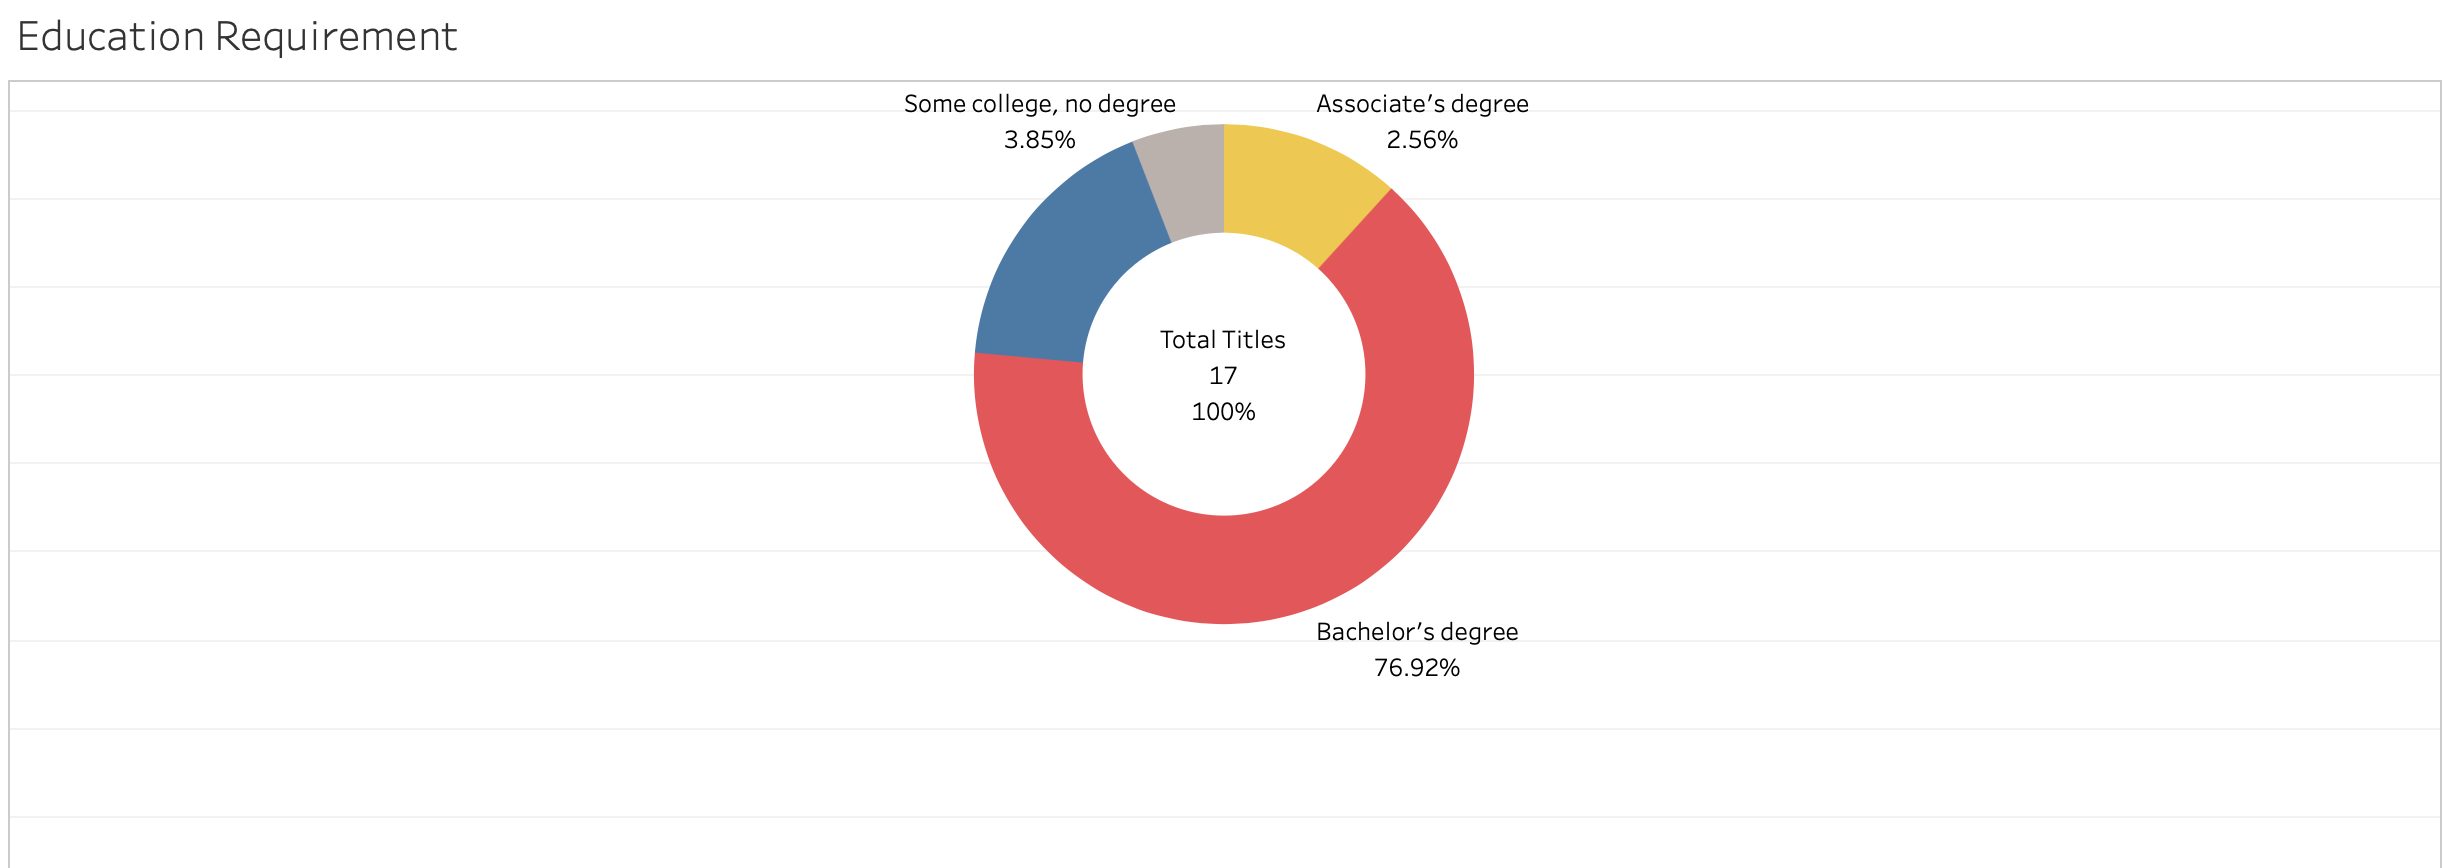 Education Requirement
Some college, no degree
3.85%
Associate's degree
2.56%
Total Titles
17
100%
Bachelor's degree
76.92%